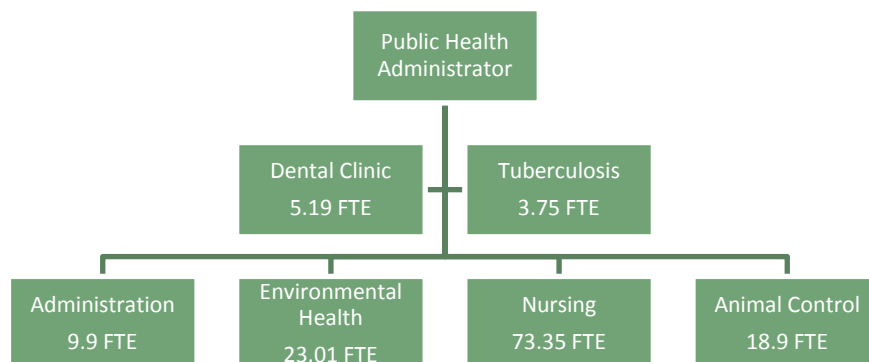 Public Health
Administrator
Dental Clinic
5.19 FTE
Tuberculosis
3.75 FTE
Administration
9.9 FTE
Environmental
Health
23.01 FTE
Nursing
73.35 FTE
Animal Control
18.9 FTE